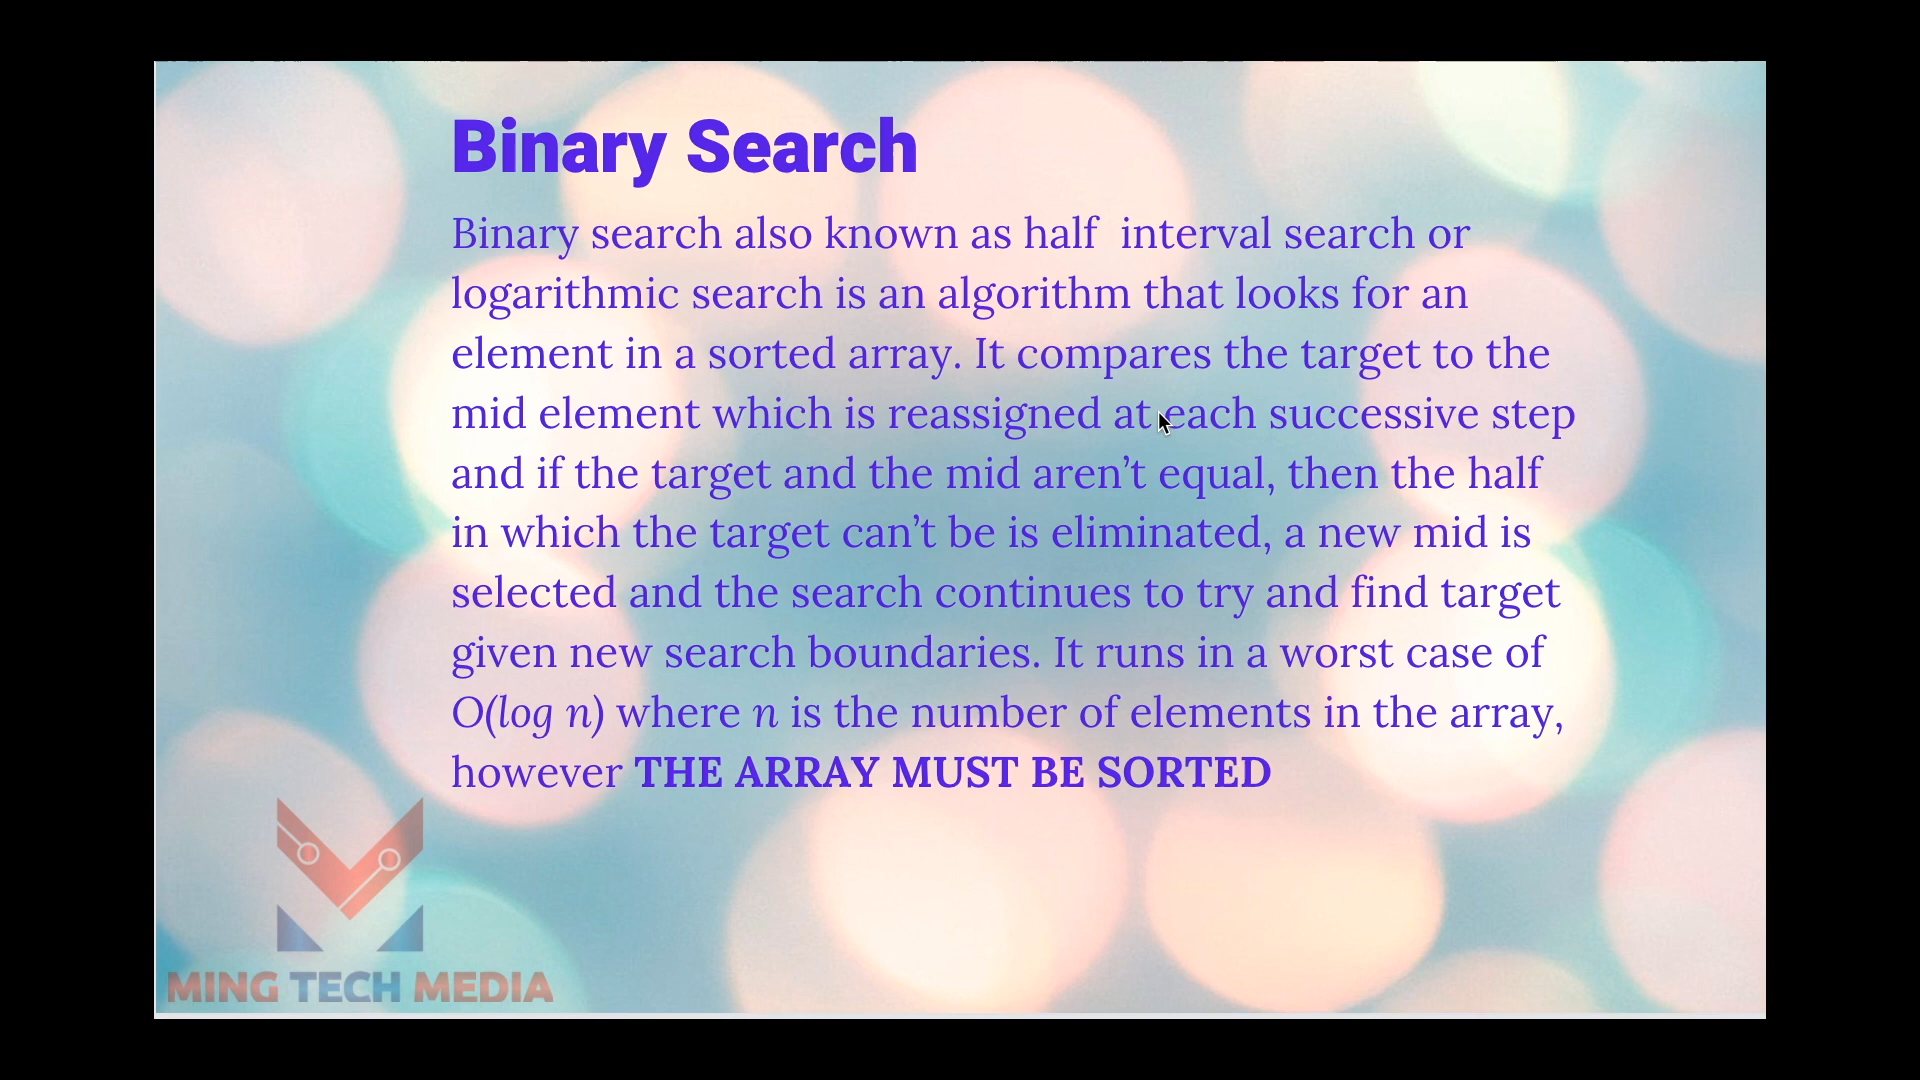 Binary Search
Binary search also known as half  interval search or
logarithmic search is an algorithm that looks for an
element in a sorted array. It compares the target to the
mid element which is reassigned at each successive step
and if the target and the mid aren’t equal, then the half
in which the target can’t be is eliminated, a new mid is
selected and the search continues to try and find target
given new search boundaries. It runs in a worst case of
O(log n) where n is the number of elements in the array,
however THE ARRAY MUST BE SORTED
MING TECH MEDIA